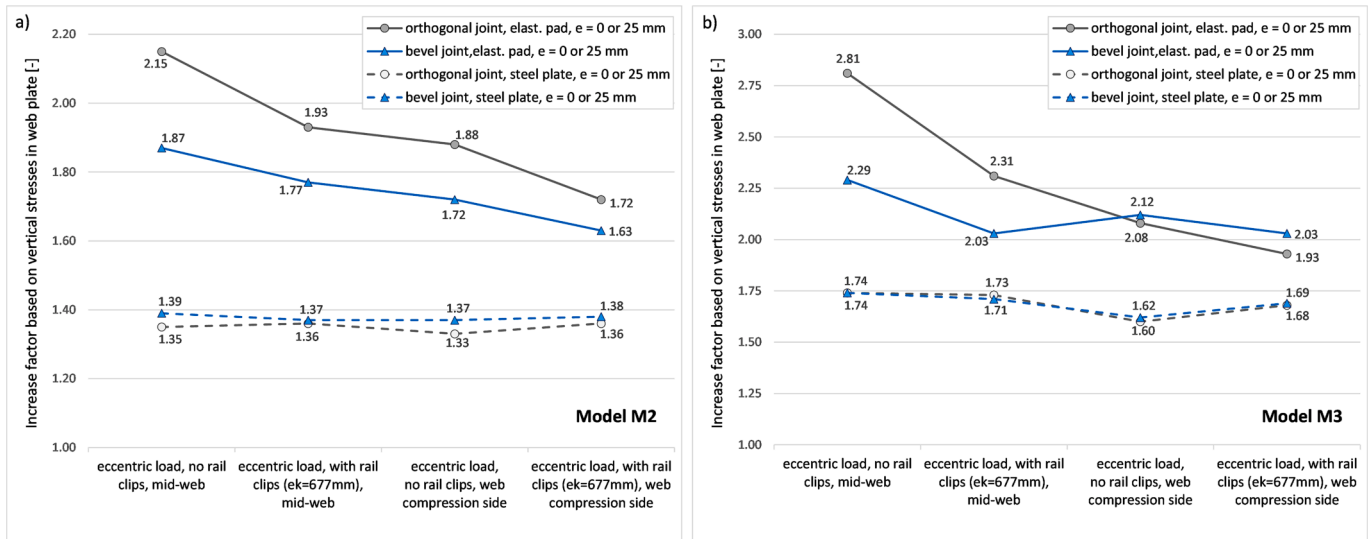 a)
Increase factor based on vertical stresses in web plate [-]
2.20
2.00
1.80
1.60
1.40
1.20
1.00
orthogonal joint, elast. pad, e = 0 or 25 mm
bevel joint,elast. pad, e = 0 or 25 mm
orthogonal joint, steel plate, e = 0 or 25 mm
bevel joint, steel plate, e = 0 or 25 mm
2.15
1.93
1.88
1.72
1.87
1.77
1.72
1.63
1.39
1.37
1.37
1.38
1.35
1.36
1.33
1.36
Model M2
eccentric load, no rail
clips, mid-web
eccentric load, with rail
clips (ek=677mm),
mid-web
eccentric load,
no rail clips, web
compression side
eccentric load, with rail
clips (ek=677mm), web
compression side
b)
Increase factor based on vertical stresses in web plate [-]
3.00
2.75
2.50
2.25
2.00
1.75
1.50
1.25
1.00
orthogonal joint, elast. pad, e = 0 or 25 mm
bevel joint, elast. pad, e = 0 or 25 mm
orthogonal joint, steel plate, e = 0 or 25 mm
bevel joint, steel plate, e = 0 or 25 mm
2.81
2.31
2.08
1.93
2.29
2.03
2.12
2.03
1.74
1.73
1.62
1.69
1.74
1.71
1.60
1.68
Model M3
eccentric load, no rail
clips, mid-web
eccentric load, with rail
clips (ek=677mm),
mid-web
eccentric load,
no rail clips, web
compression side
eccentric load, with rail
clips (ek=677mm), web
compression side